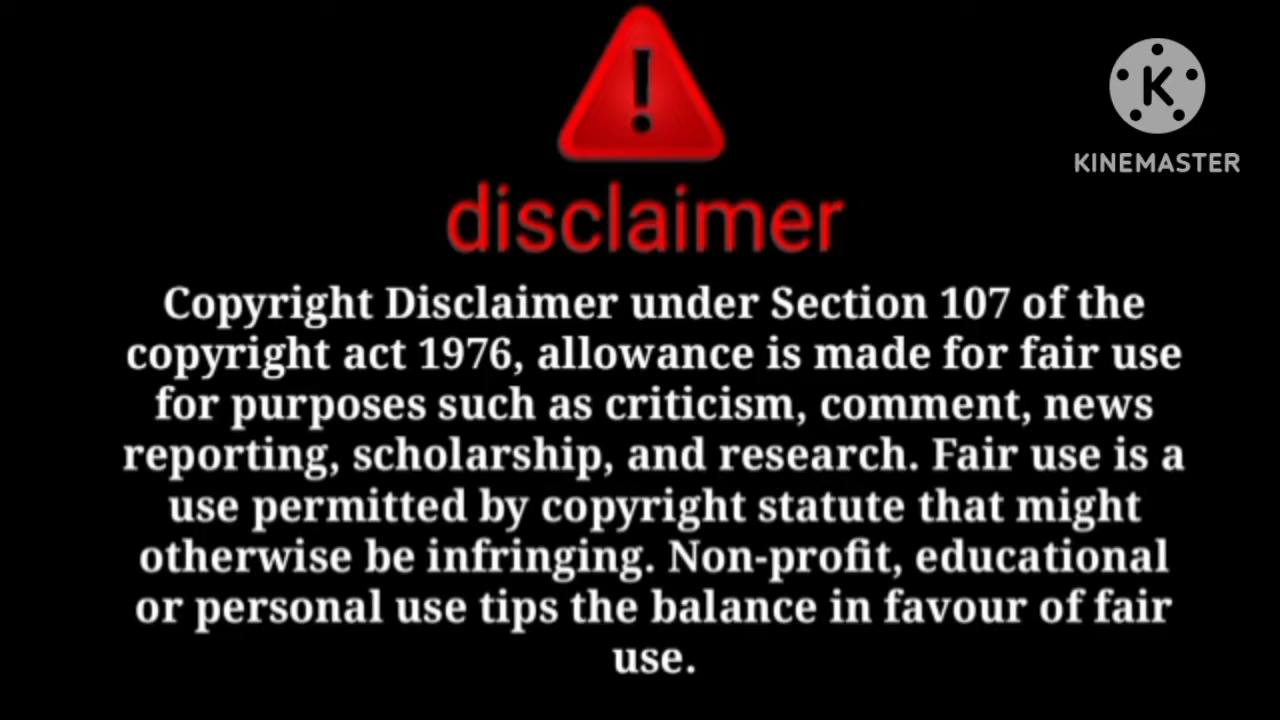 !
K
KINEMASTER
disclaimer
Copyright Disclaimer under Section 107 of the
copyright act 1976, allowance is made for fair use
for purposes such as criticism, comment, news
reporting, scholarship, and research. Fair use is a
use permitted by copyright statute that might
otherwise be infringing. Non-profit, educational
or personal use tips the balance in favour of fair
use.